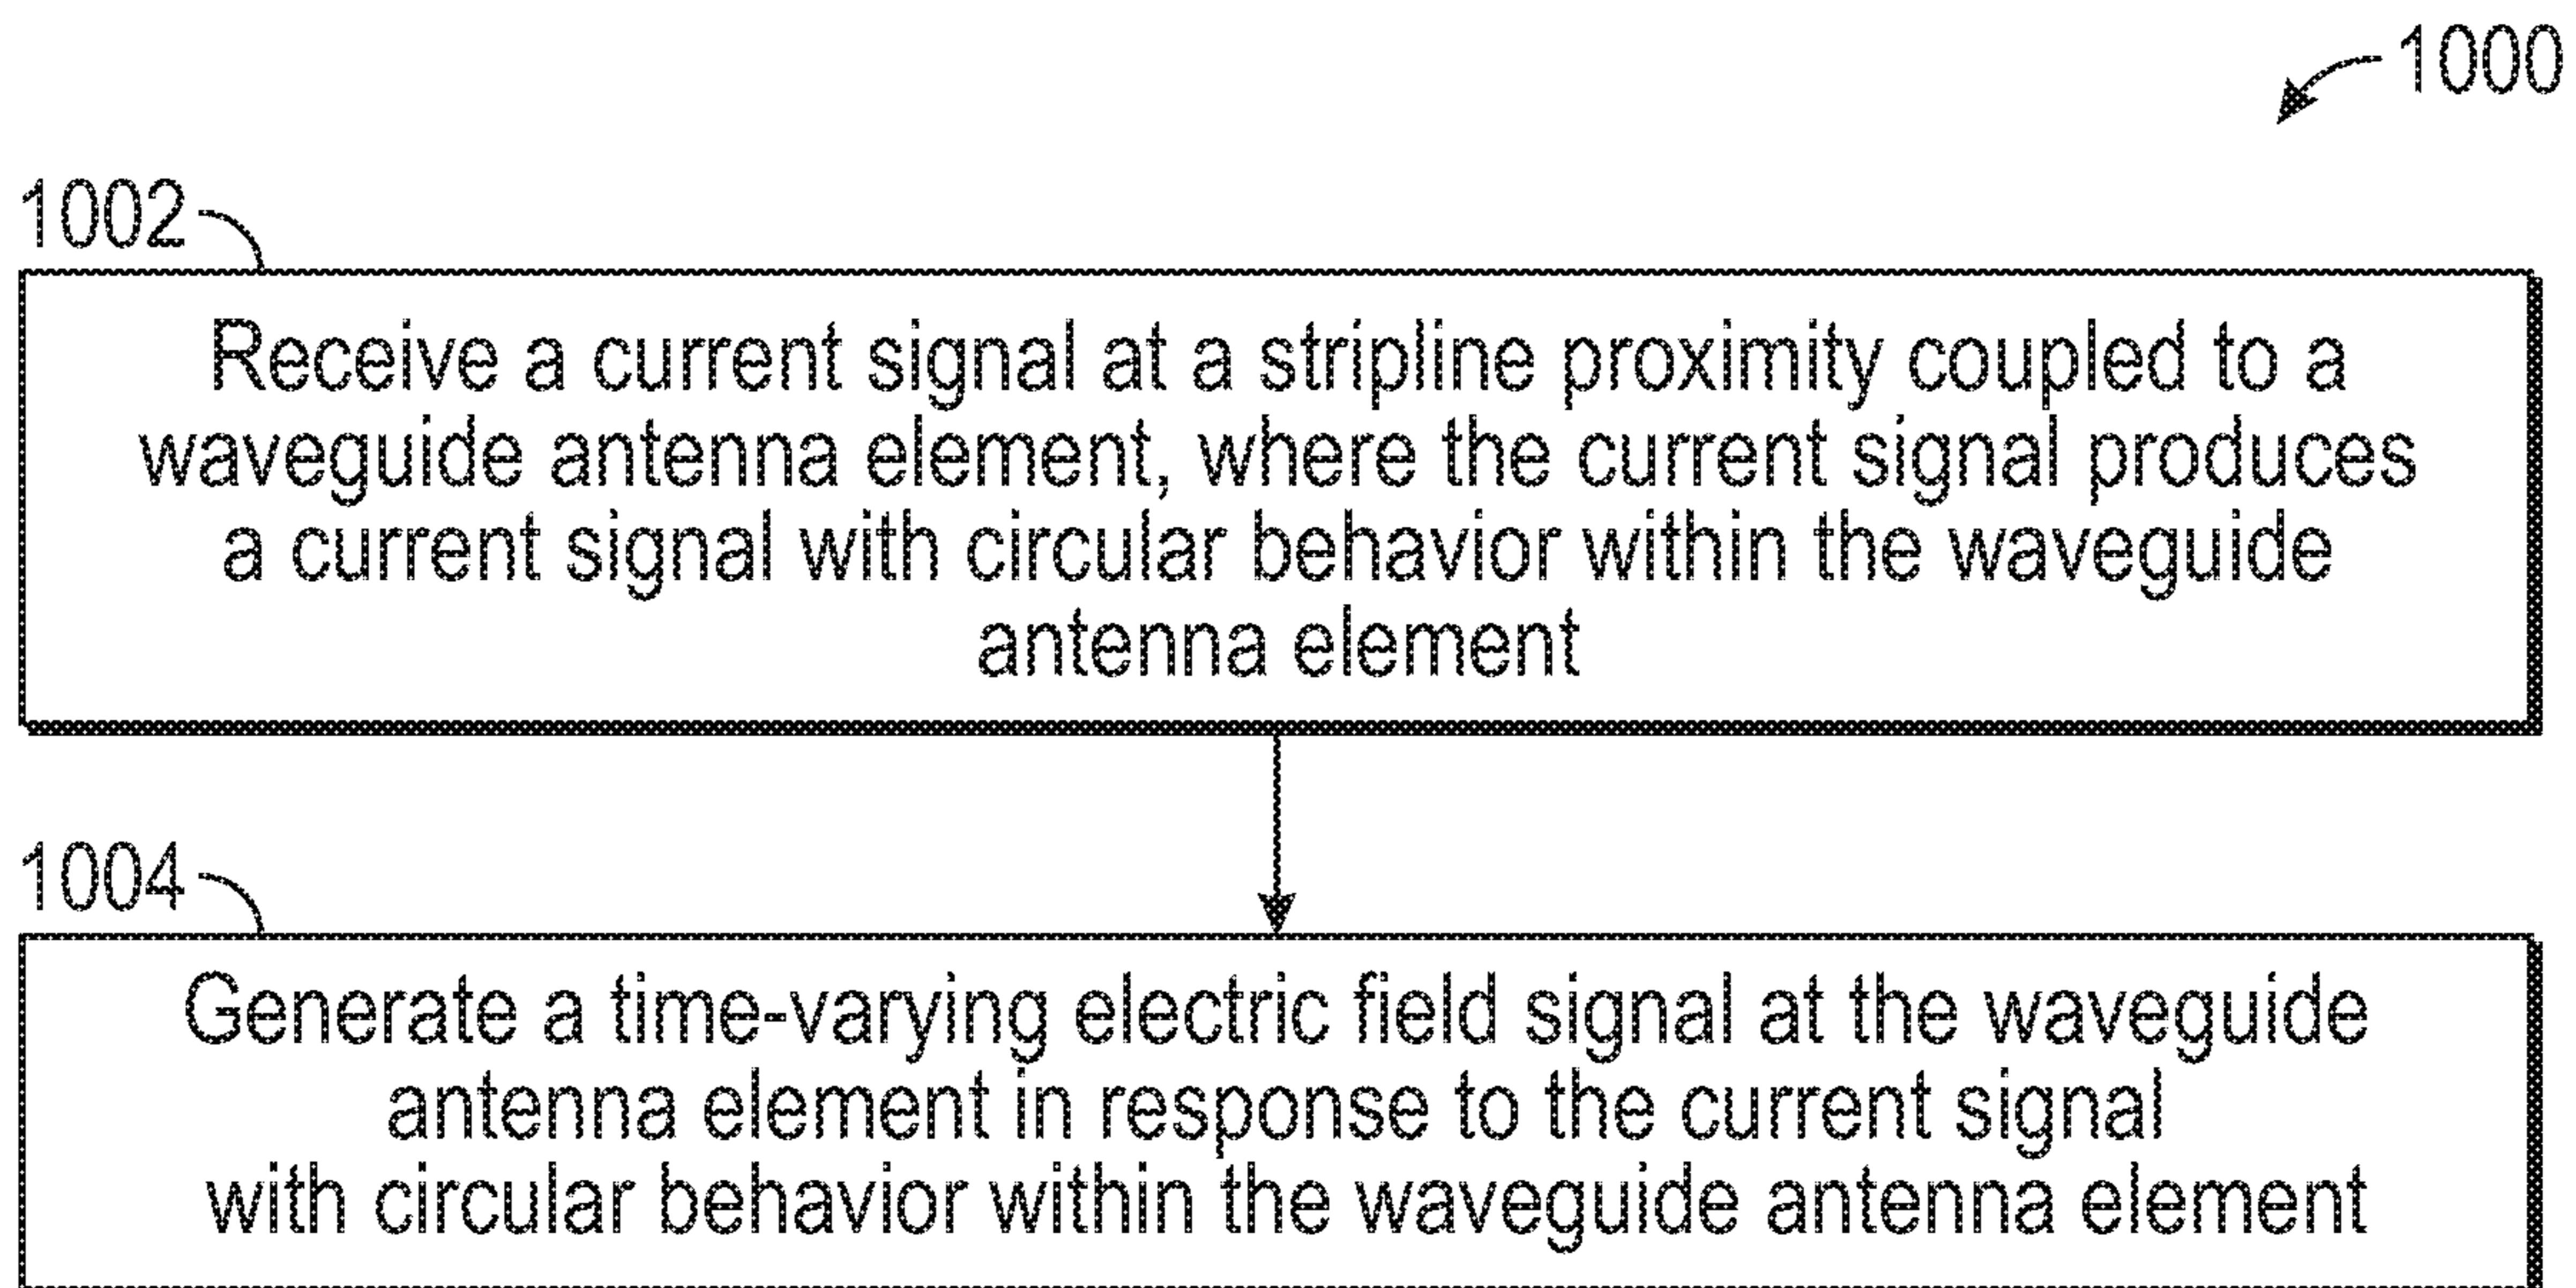 1000
1002
Receive a current signal at a stripline proximity coupled to a
waveguide antenna element, where the current signal produces
a current signal with circular behavior within the waveguide
antenna element
1004
Generate a time-varying electric field signal at the waveguide
antenna element in response to the current signal
with circular behavior within the waveguide antenna element